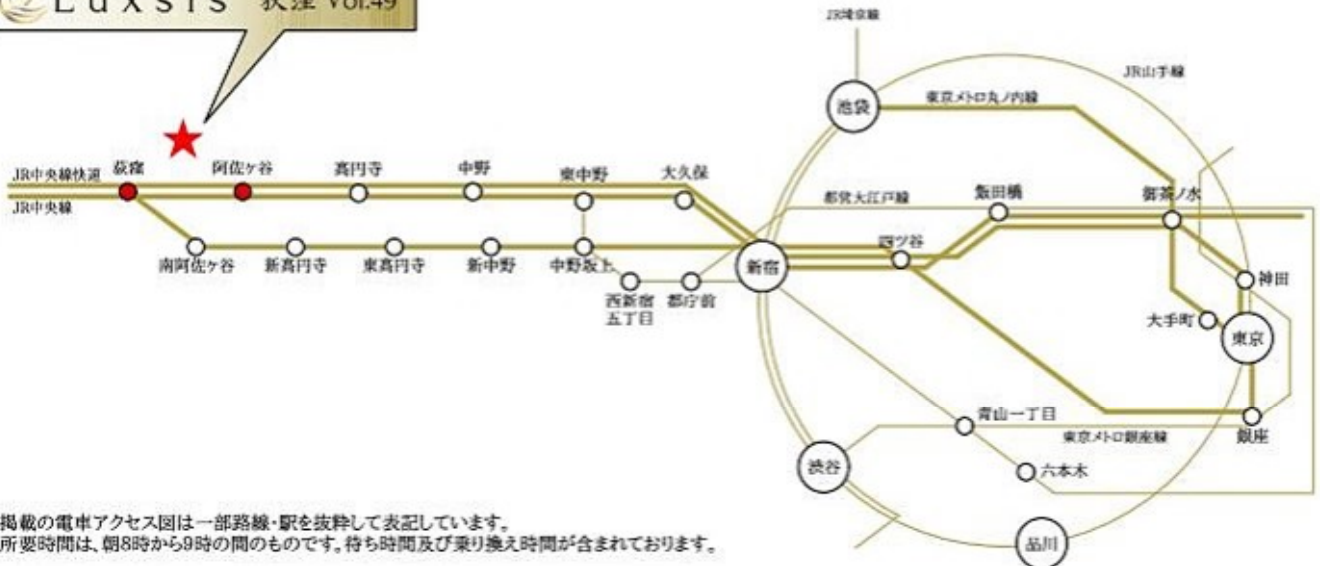 Luxsis 荻窪 Vol.49
JR埼京線
JR山手線
池袋
東京メトロ丸ノ内線
JR中央線快速
荻窪
阿佐ヶ谷
高円寺
中野
東中野
大久保
JR中央線
都営大江戸線
飯田橋
御茶ノ水
四ツ谷
南阿佐ヶ谷
新高円寺
東高円寺
新中野
中野坂上
新宿
西新宿
五丁目
都庁前
神田
大手町
東京
青山一丁目
東京メトロ銀座線
銀座
渋谷
六本木
品川
掲載の電車アクセス図は一部路線・駅を抜粋して表記しています。
所要時間は、朝8時から9時の間のものです。待ち時間及び乗り換え時間が含まれております。